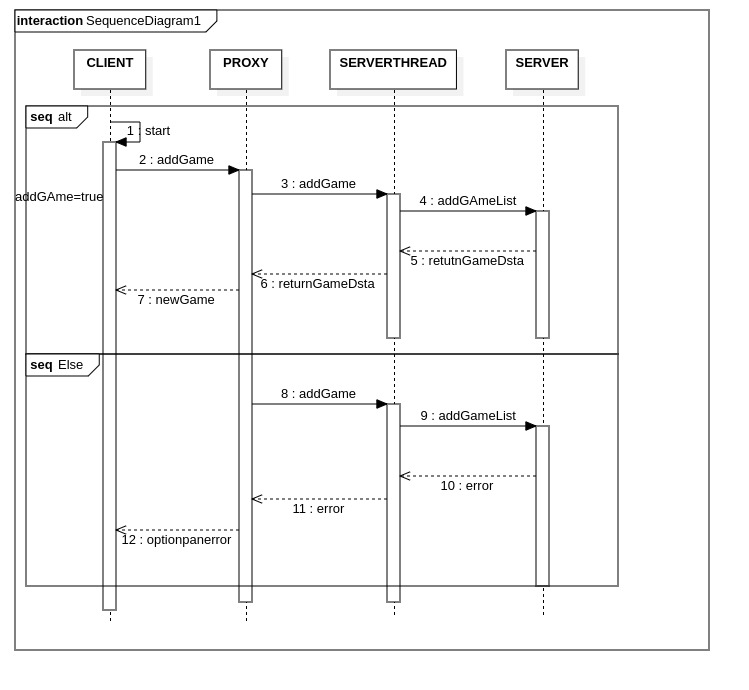 interaction SequenceDiagram1
CLIENT
PROXY
SERVERTHREAD
SERVER
seq alt
1 : start
2 : addGame
3 : addGame
addGAme=true
4 : addGAmeList
5 : retutnGameDsta
6 : returnGameDsta
7 : newGame
seq Else
8 : addGame
9 : addGameList
10 : error
11 : error
12 : optionpanerror